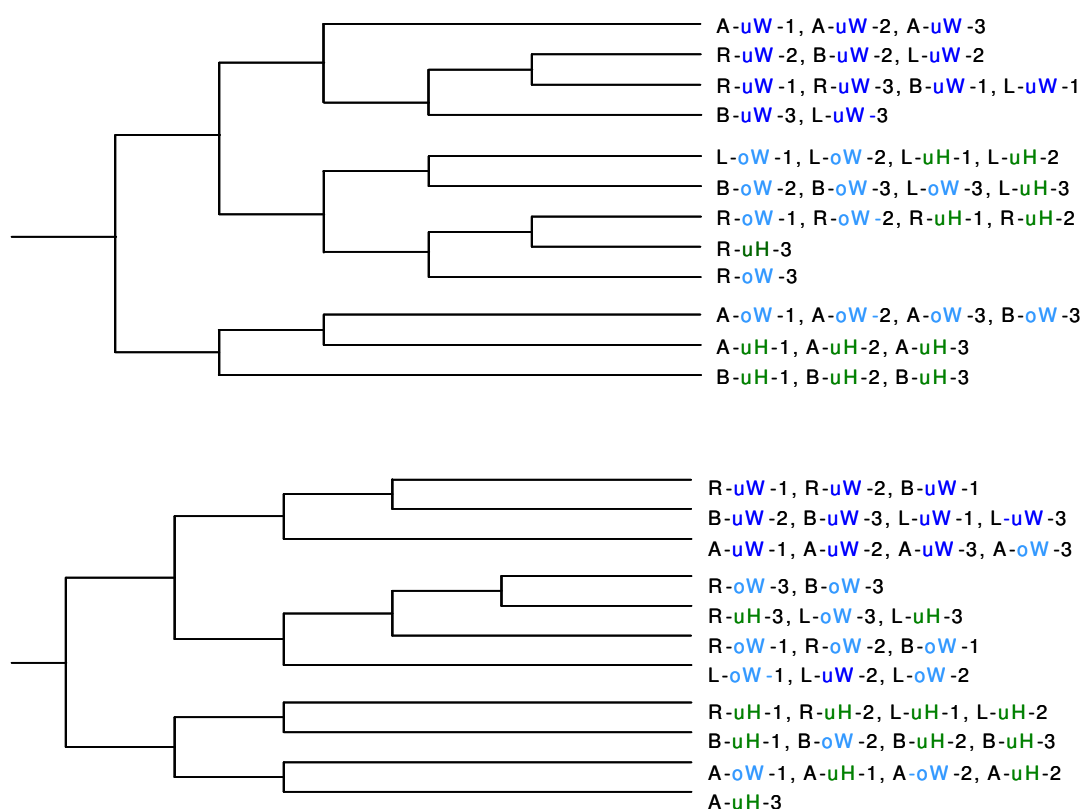 A-uW-1, A-uW-2, A-uW-3
R-uW-2, B-uW-2, L-uW-2
R-uW-1, R-uW-3, B-uW-1, L-uW-1
B-uW-3, L-uW-3
L-oW-1, L-oW-2, L-uH-1, L-uH-2
B-oW-2, B-oW-3, L-oW-3, L-uH-3
R-oW-1, R-oW-2, R-uH-1, R-uH-2
R-uH-3
R-oW-3
A-oW-1, A-oW-2, A-oW-3, B-oW-3
A-uH-1, A-uH-2, A-uH-3
B-uH-1, B-uH-2, B-uH-3
R-uW-1, R-uW-2, B-uW-1
B-uW-2, B-uW-3, L-uW-1, L-uW-3
A-uW-1, A-uW-2, A-uW-3, A-oW-3
R-oW-3, B-oW-3
R-uH-3, L-oW-3, L-uH-3
R-oW-1, R-oW-2, B-oW-1
L-oW-1, L-uW-2, L-oW-2
R-uH-1, R-uH-2, L-uH-1, L-uH-2
B-uH-1, B-oW-2, B-uH-2, B-uH-3
A-oW-1, A-uH-1, A-oW-2, A-uH-2
A-uH-3